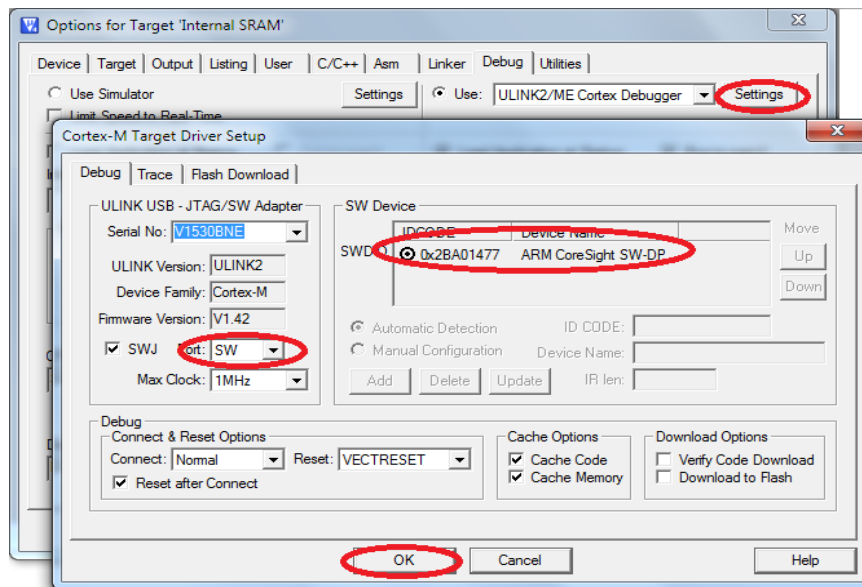 Options for Target 'Internal SRAM'
Device Target Output Listing User C/C++ Asm Linker Debug Utilities
Use Simulator Settings Use: ULINK2/ME Cortex Debugger Settings
Limit Speed to Real-Time
Cortex-M Target Driver Setup
Debug Trace Flash Download
ULINK USB - JTAG/SW Adapter
Serial No: V1530BNE
ULINK Version: ULINK2
Device Family: Cortex-M
Firmware Version: V1.42
SWJ Port: SW
Max Clock: 1MHz
SW Device
IDCODE Device Name Move
SWDIO 0x2BA01477 ARM CoreSight SW-DP Up
Down
Automatic Detection ID CODE:
Manual Configuration Device Name:
Add Delete Update IR len:
Debug
Connect & Reset Options
Connect: Normal Reset: VECTRESET
Reset after Connect
Cache Options
Cache Code
Cache Memory
Download Options
Verify Code Download
Download to Flash
OK Cancel Help